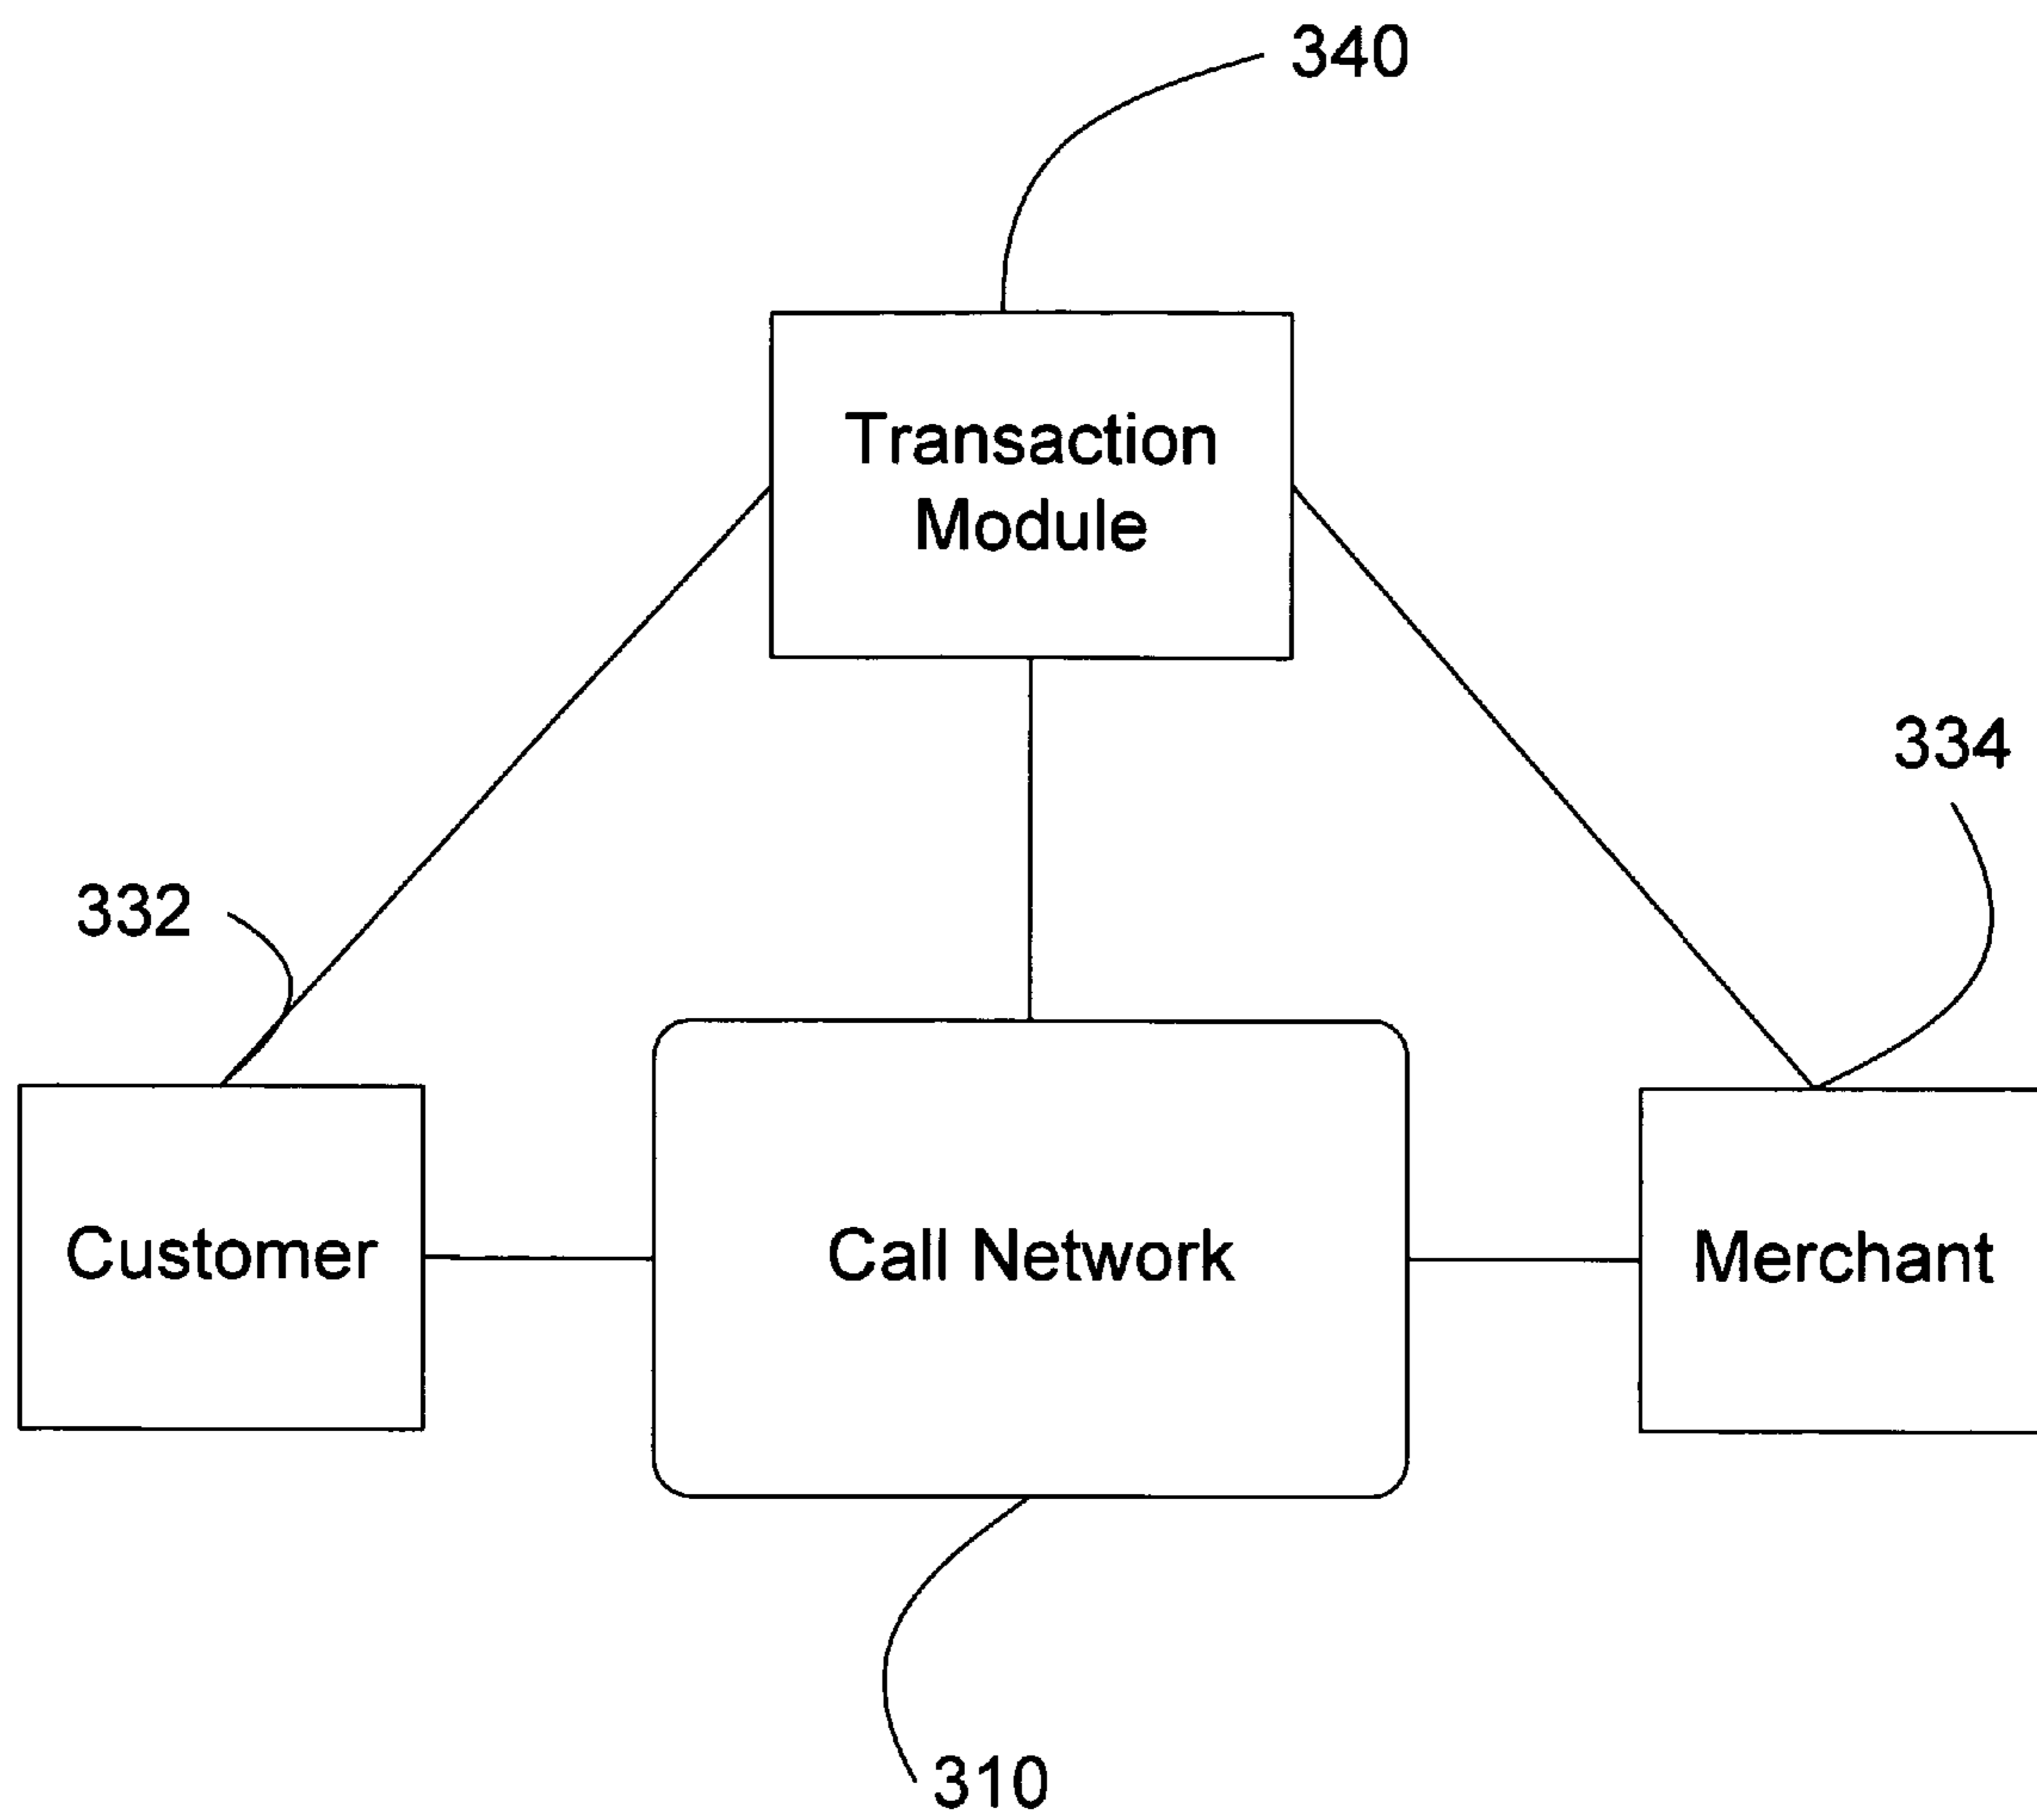 340
Transaction
Module
334
332
Customer
Call Network
Merchant
310